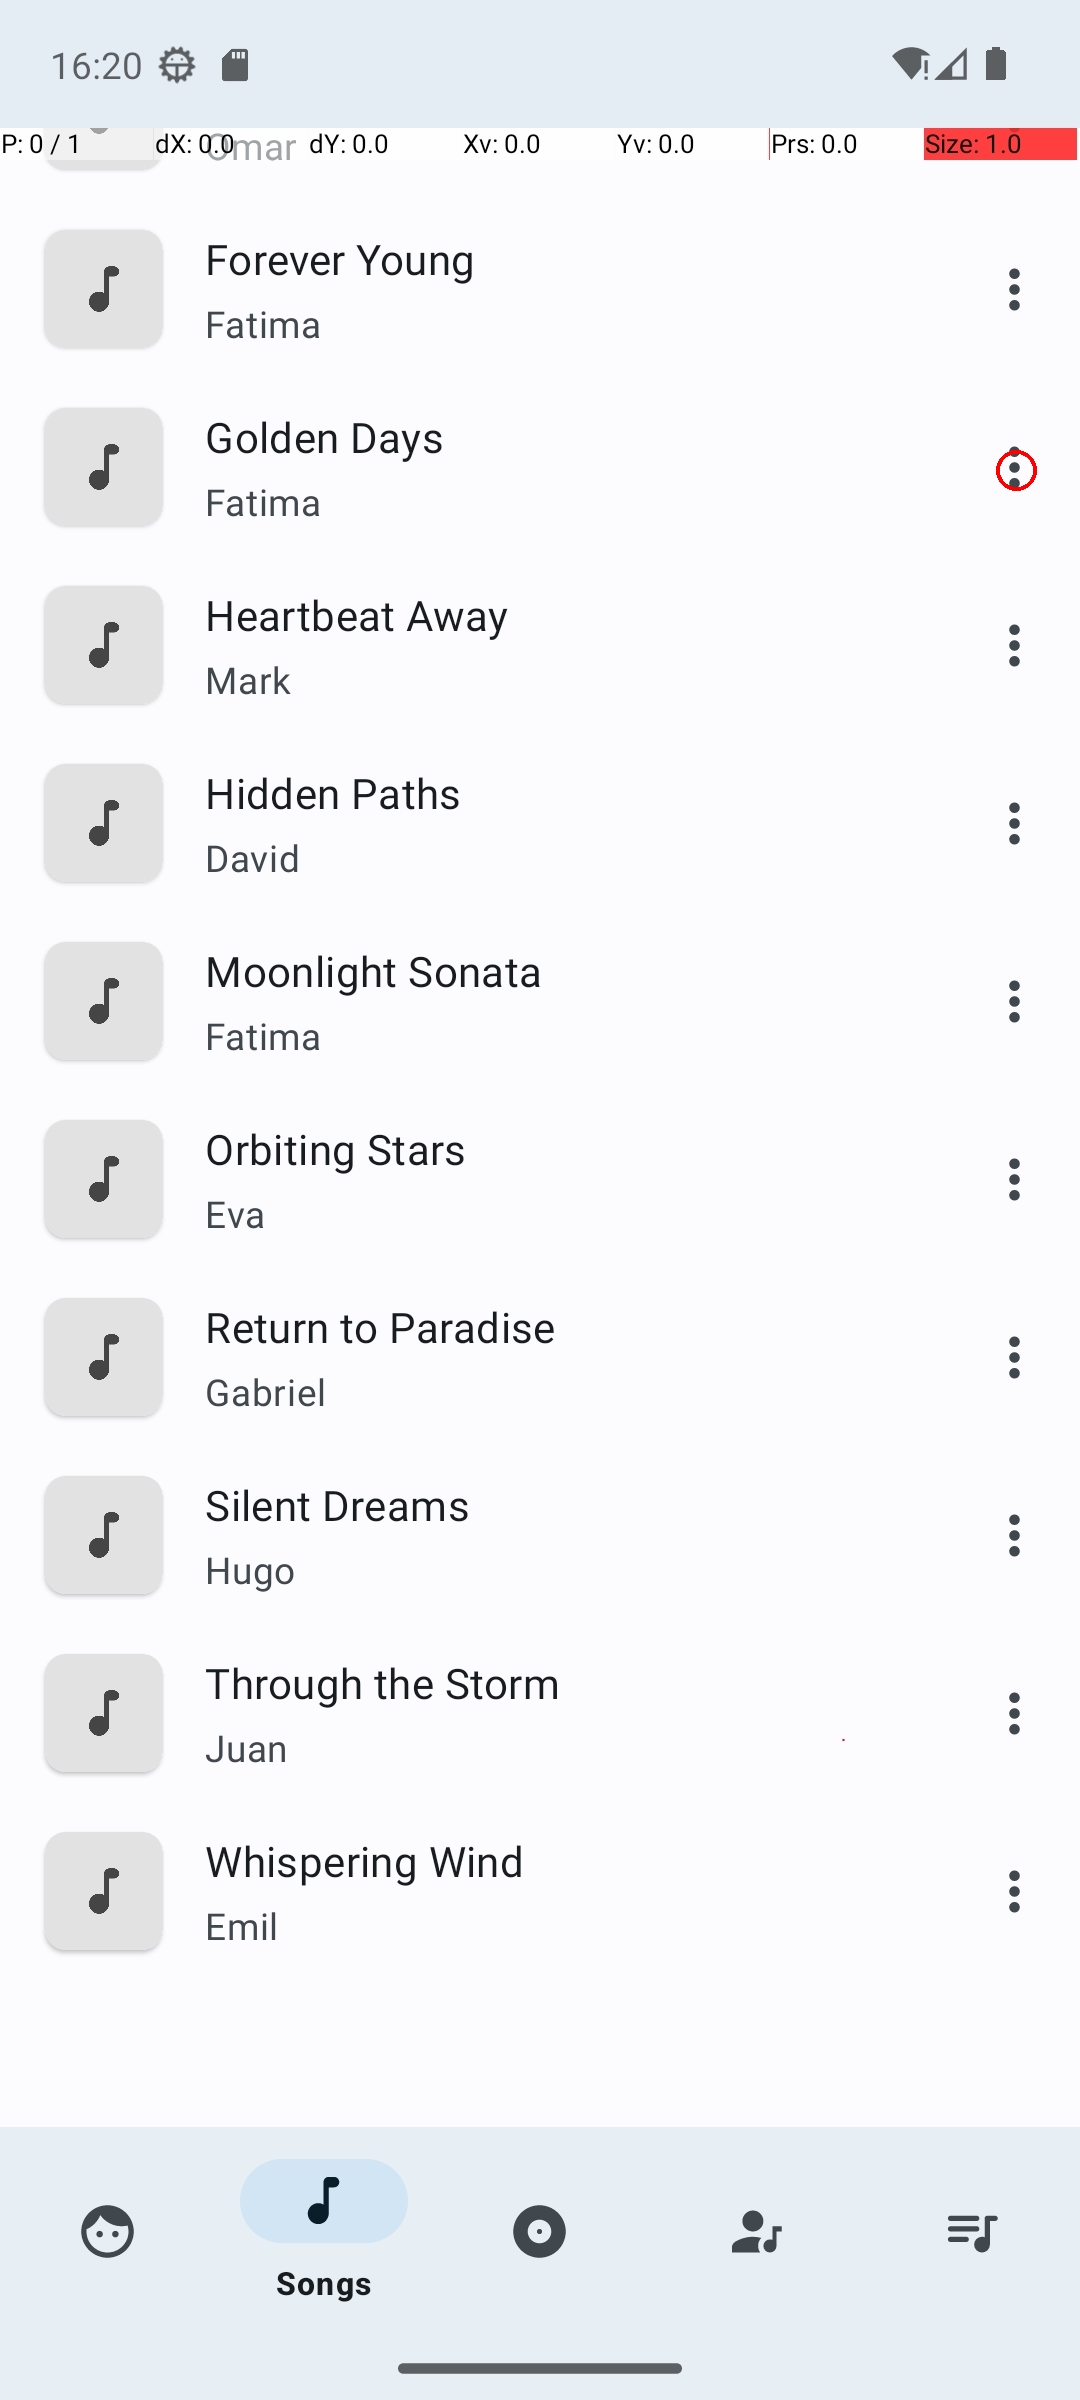 16:20
P: 0 / 1 dX: 0.0 dY: 0.0 Xv: 0.0 Yv: 0.0 Prs: 0.0 Size: 1.0
Omar
Forever Young
Fatima
Golden Days
Fatima
Heartbeat Away
Mark
Hidden Paths
David
Moonlight Sonata
Fatima
Orbiting Stars
Eva
Return to Paradise
Gabriel
Silent Dreams
Hugo
Through the Storm
Juan
Whispering Wind
Emil
Songs